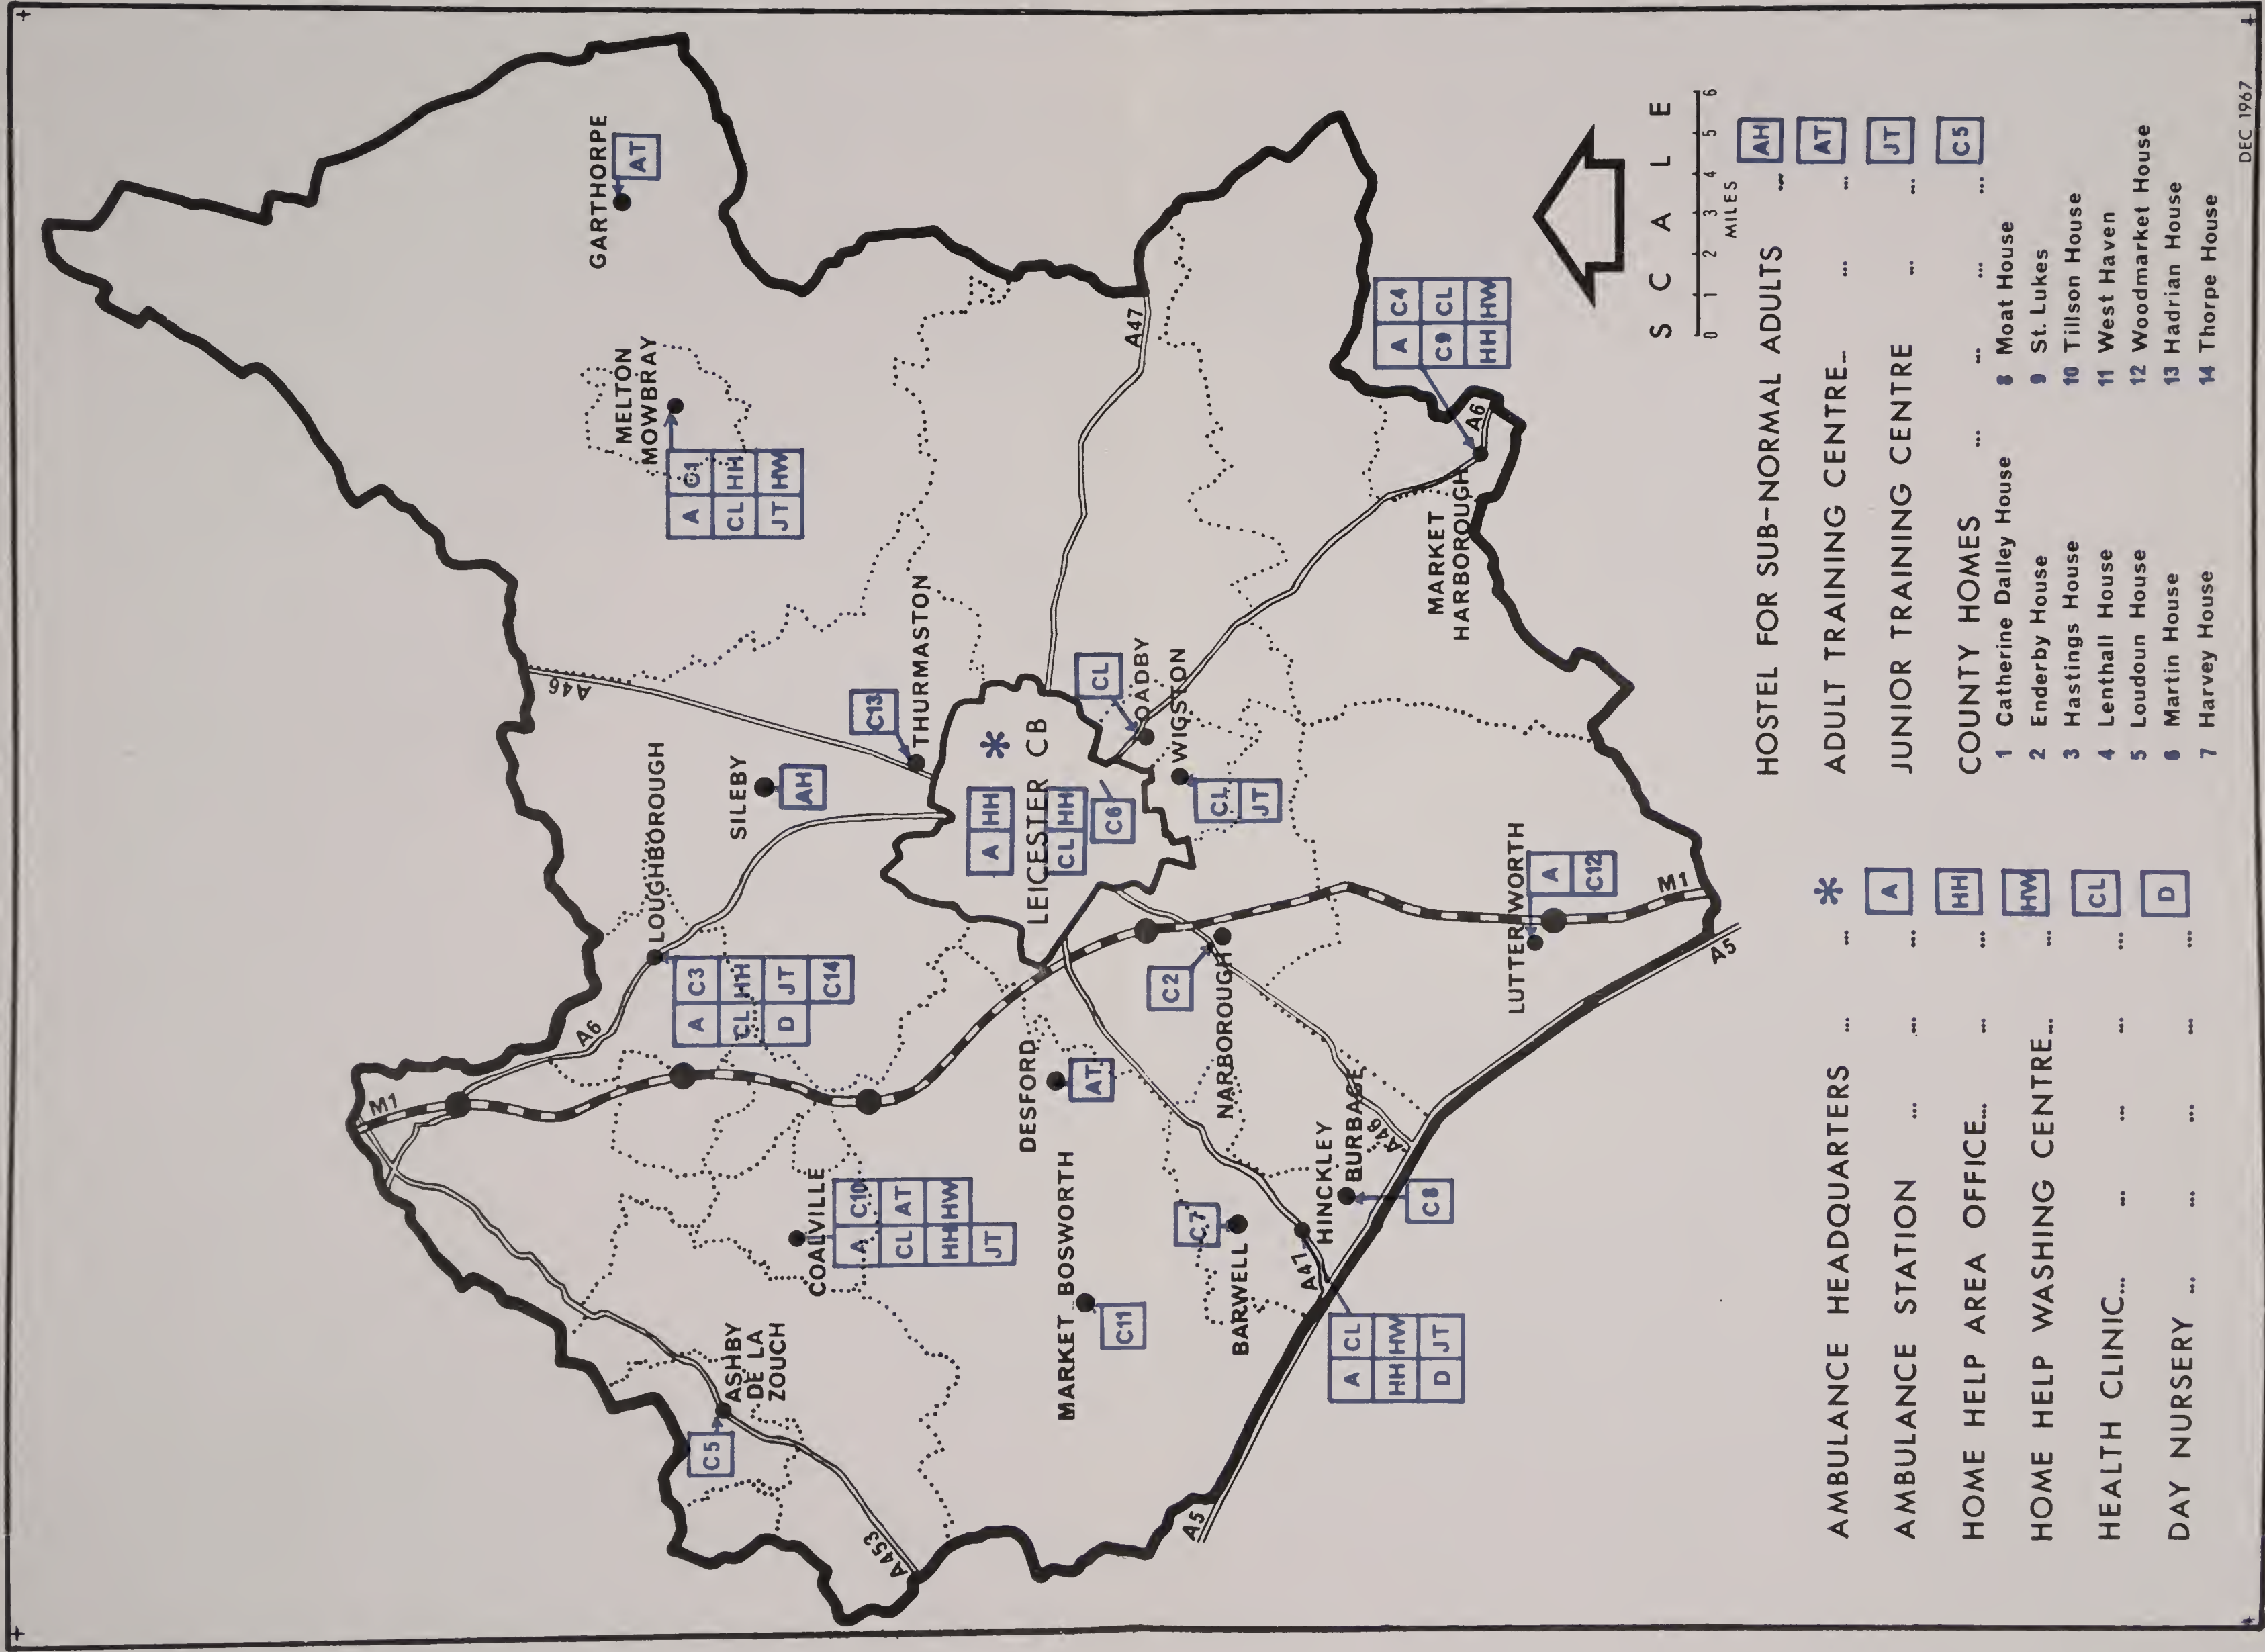 GARTHORPE
AT
MELTON
MOWBRAY
A C1
CL HH
JT HW
A46
A47
THURMASTON
C13
LOUGHBOROUGH
A C3
CL HH
D JT
C14
SILEBY
AH
LEICESTER CB
*
A HH
CL HH
C6
CL
OADBY
WIGSTON
CL
JT
MARKET
HARBOROUGH
A C4
C9 CL
HH HW
A6
A6
M1
COALVILLE
A C10
CL AT
HH HW
JT
ASHBY
DE LA
ZOUCH
C5
A453
DESFORD
AT
MARKET BOSWORTH
C11
NARBOROUGH
C2
BARWELL
C7
HINCKLEY
A47
A CL
HH HW
D JT
BURBAGE
C8
A46
A5
LUTTERWORTH
A
C12
M1
A5
SCALE
0 1 2 3 4 5 6
MILES
AMBULANCE HEADQUARTERS ... ... *
AMBULANCE STATION ... ... ... A
HOME HELP AREA OFFICE... ... ... HH
HOME HELP WASHING CENTRE... ... HW
HEALTH CLINIC... ... ... ... ... CL
DAY NURSERY ... ... ... ... ... D
HOSTEL FOR SUB-NORMAL ADULTS ... AH
ADULT TRAINING CENTRE... ... ... AT
JUNIOR TRAINING CENTRE ... ... JT
COUNTY HOMES ... ... ... ... C5
1 Catherine Dalley House
2 Enderby House
3 Hastings House
4 Lenthall House
5 Loudoun House
6 Martin House
7 Harvey House
8 Moat House
9 St. Lukes
10 Tillson House
11 West Haven
12 Woodmarket House
13 Hadrian House
14 Thorpe House
DEC 1967